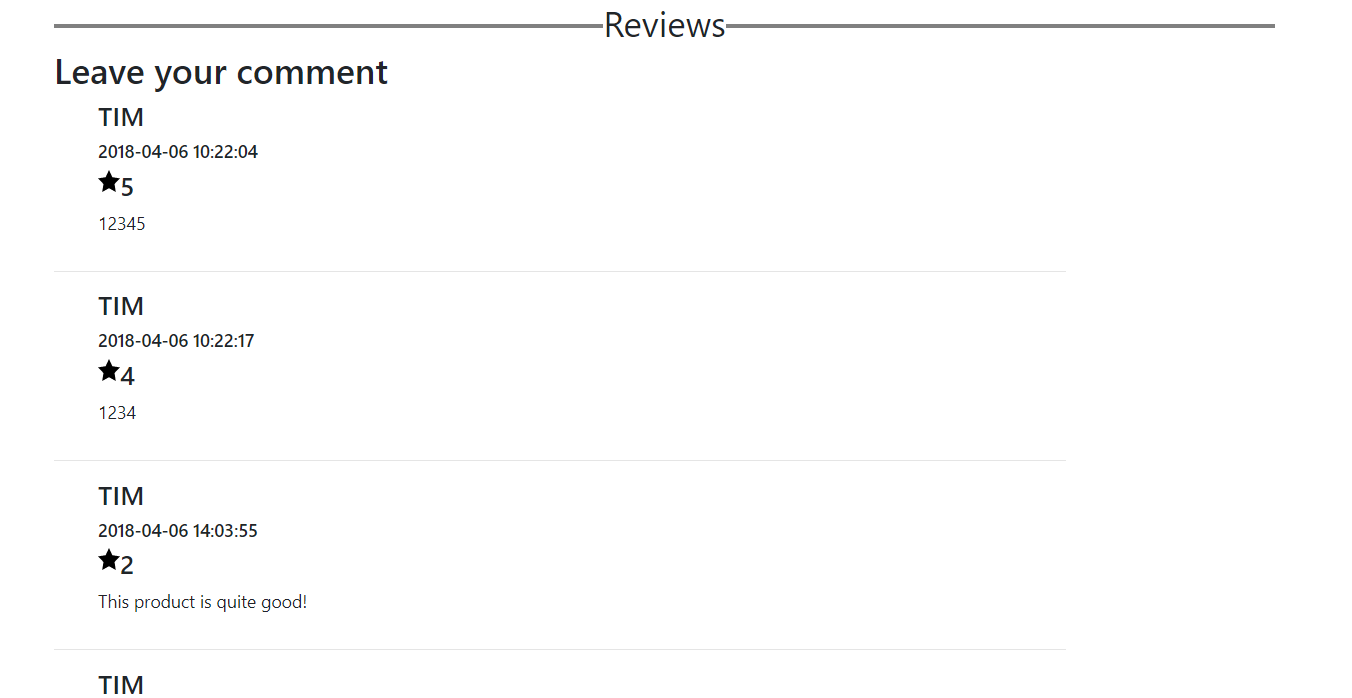 Reviews
Leave your comment
TIM
2018-04-06 10:22:04
★5
12345
TIM
2018-04-06 10:22:17
★4
1234
TIM
2018-04-06 14:03:55
★2
This product is quite good!
TIM